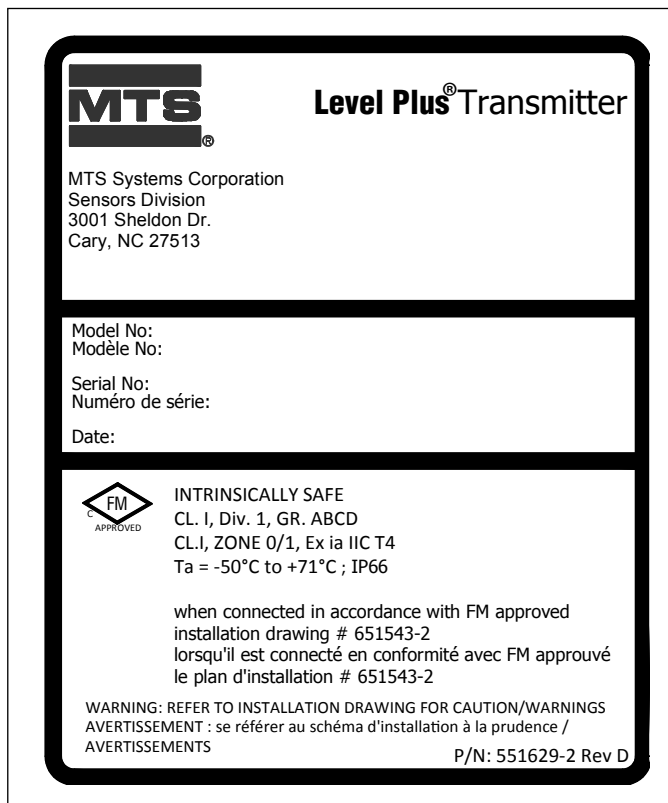 MTS
®
Level Plus® Transmitter
MTS Systems Corporation
Sensors Division
3001 Sheldon Dr.
Cary, NC 27513
Model No:
Modèle No:
Serial No:
Numéro de série:
Date:
FM
C
APPROVED
INTRINSICALLY SAFE
CL. I, Div. 1, GR. ABCD
CL.I, ZONE 0/1, Ex ia IIC T4
Ta = -50°C to +71°C ; IP66
when connected in accordance with FM approved
installation drawing # 651543-2
lorsqu'il est connecté en conformité avec FM approuvé
le plan d'installation # 651543-2
WARNING: REFER TO INSTALLATION DRAWING FOR CAUTION/WARNINGS
AVERTISSEMENT : se référer au schéma d'installation à la prudence /
AVERTISSEMENTS
P/N: 551629-2 Rev D